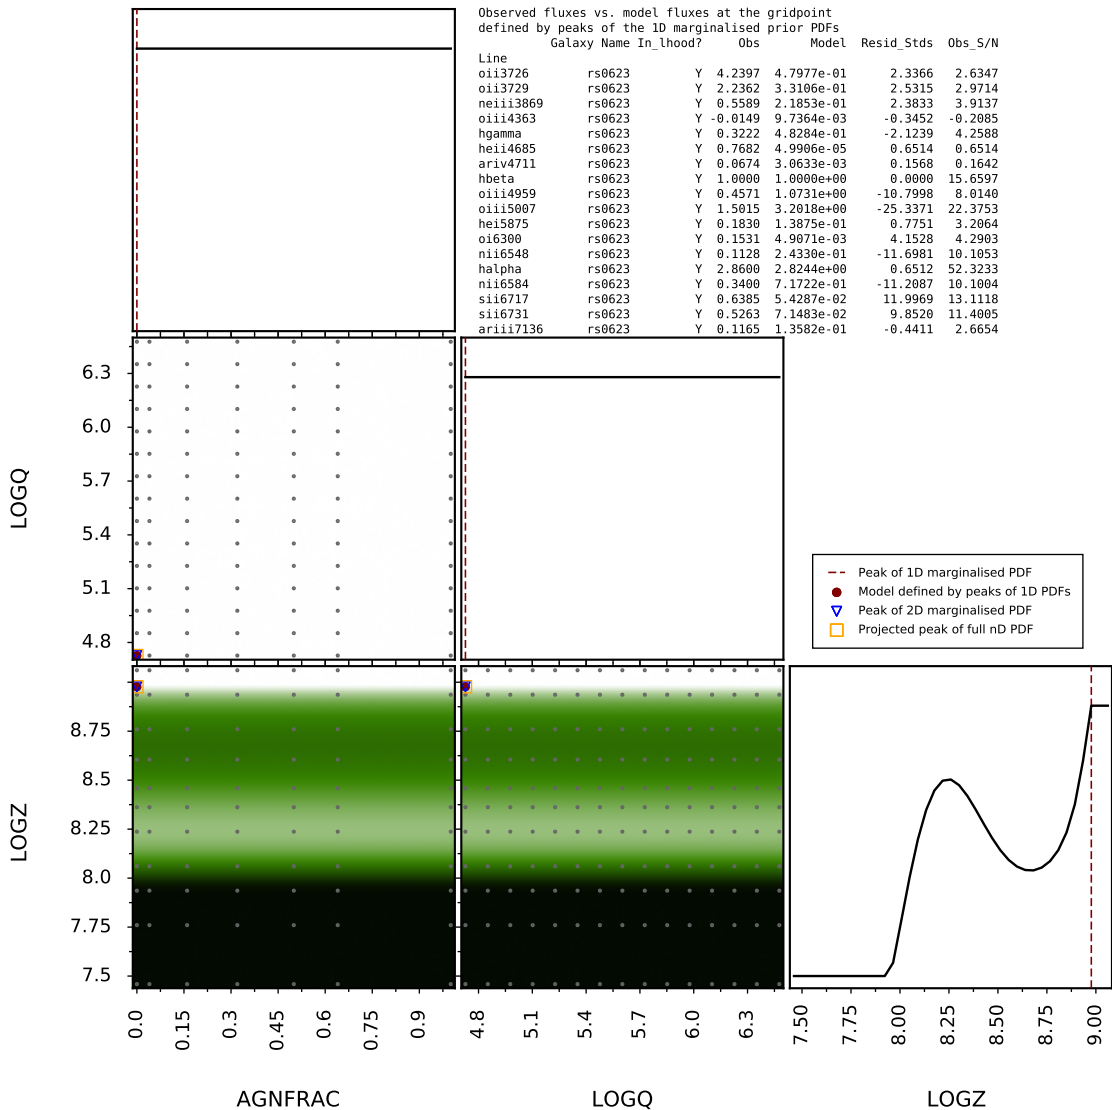 Observed fluxes vs. model fluxes at the gridpoint
defined by peaks of the 1D marginalised prior PDFs
Galaxy Name In_lhood? Obs Model Resid_Stds Obs_S/N
Line
oii3726 rs0623 Y 4.2397 4.7977e-01 2.3366 2.6347
oii3729 rs0623 Y 2.2362 3.3106e-01 2.5315 2.9714
neiii3869 rs0623 Y 0.5589 2.1853e-01 2.3833 3.9137
oiii4363 rs0623 Y -0.0149 9.7364e-03 -0.3452 -0.2085
hgamma rs0623 Y 0.3222 4.8284e-01 -2.1239 4.2588
heii4685 rs0623 Y 0.7682 4.9906e-05 0.6514 0.6514
ariv4711 rs0623 Y 0.0674 3.0633e-03 0.1568 0.1642
hbeta rs0623 Y 1.0000 1.0000e+00 0.0000 15.6597
oiii4959 rs0623 Y 0.4571 1.0731e+00 -10.7998 8.0140
oiii5007 rs0623 Y 1.5015 3.2018e+00 -25.3371 22.3753
hei5875 rs0623 Y 0.1830 1.3875e-01 0.7751 3.2064
oi6300 rs0623 Y 0.1531 4.9071e-03 4.1528 4.2903
nii6548 rs0623 Y 0.1128 2.4330e-01 -11.6981 10.1053
halpha rs0623 Y 2.8600 2.8244e+00 0.6512 52.3233
nii6584 rs0623 Y 0.3400 7.1722e-01 -11.2087 10.1004
sii6717 rs0623 Y 0.6385 5.4287e-02 11.9969 13.1118
sii6731 rs0623 Y 0.5263 7.1483e-02 9.8520 11.4005
ariii7136 rs0623 Y 0.1165 1.3582e-01 -0.4411 2.6654
6.3
6.0
5.7
5.4
5.1
4.8
LOGQ
Peak of 1D marginalised PDF
Model defined by peaks of 1D PDFs
Peak of 2D marginalised PDF
Projected peak of full nD PDF
8.75
8.5
8.25
8.0
7.75
7.5
LOGZ
0.0 0.15 0.3 0.45 0.6 0.75 0.9
4.8 5.1 5.4 5.7 6.0 6.3
7.50 7.75 8.00 8.25 8.50 8.75 9.00
AGNFRAC LOGQ LOGZ